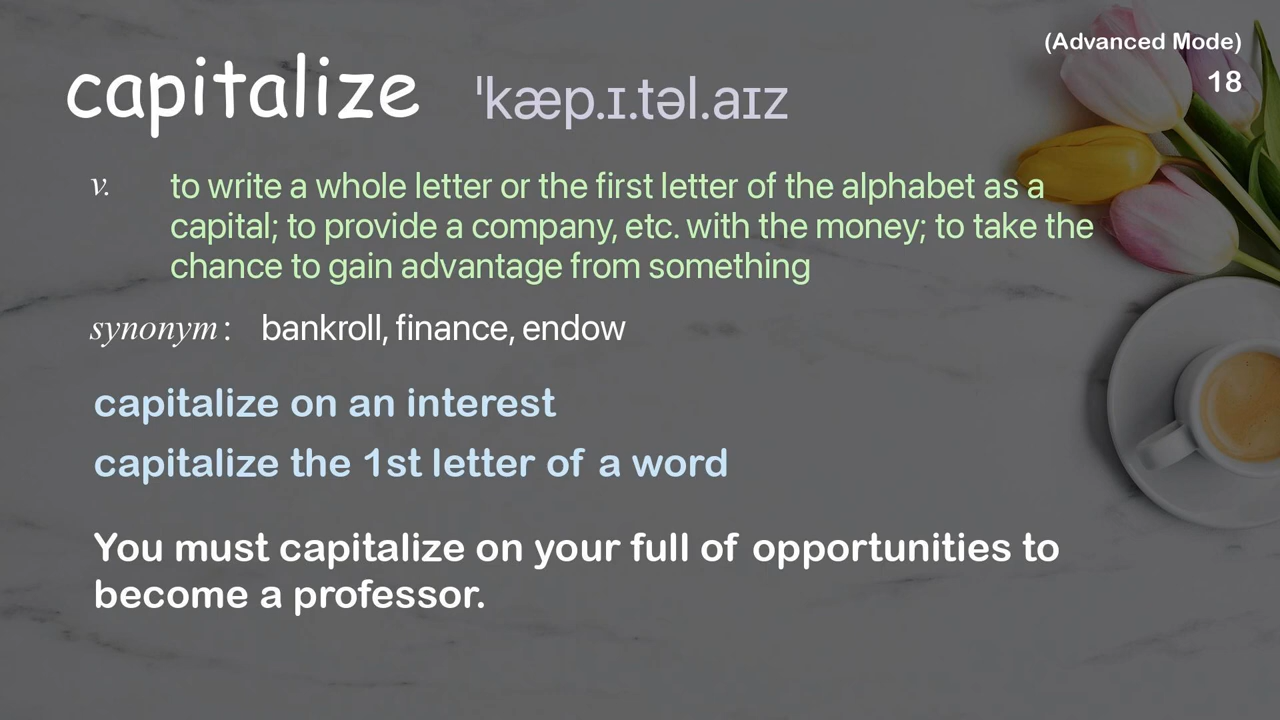 (Advanced Mode)
18
capitalize ˈkæp.ɪ.təl.aɪz
v. to write a whole letter or the first letter of the alphabet as a
capital; to provide a company, etc. with the money; to take the
chance to gain advantage from something
synonym: bankroll, finance, endow
capitalize on an interest
capitalize the 1st letter of a word
You must capitalize on your full of opportunities to
become a professor.